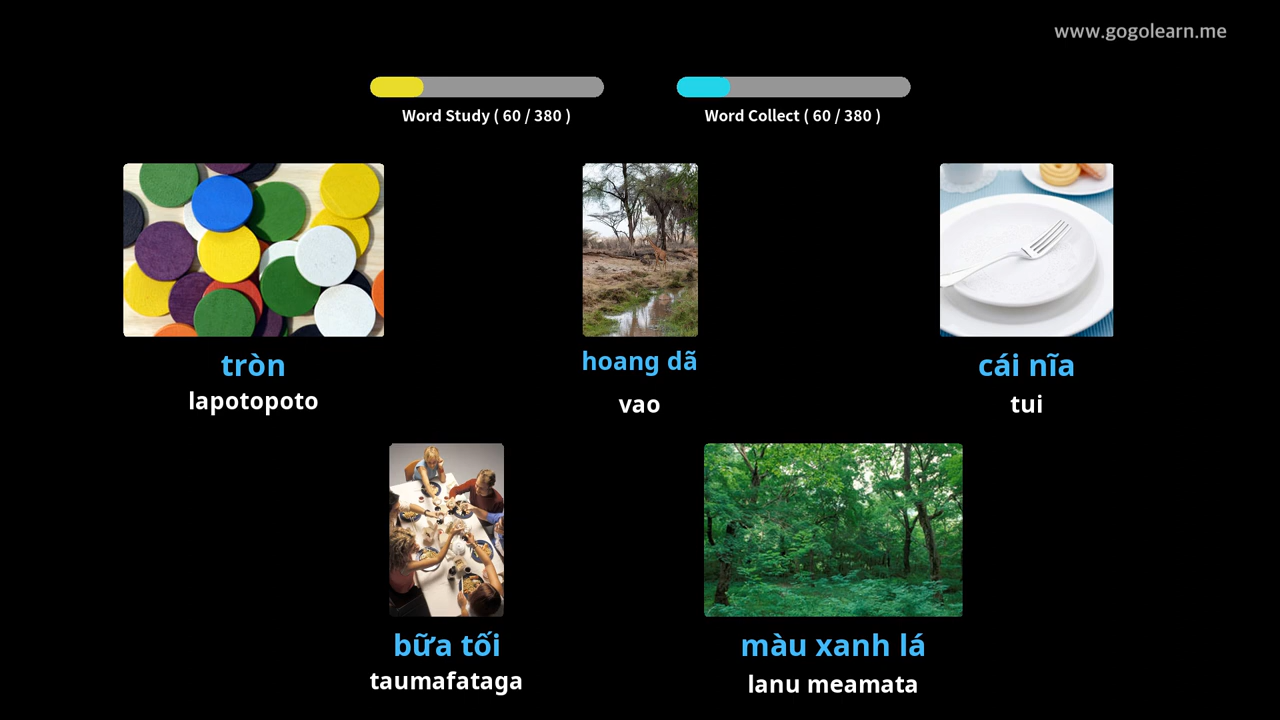 www.gogolearn.me
Word Study ( 60 / 380 )
Word Collect ( 60 / 380 )
tròn
lapotopoto
hoang dã
vao
cái nĩa
tui
bữa tối
taumafataga
màu xanh lá
lanu meamata